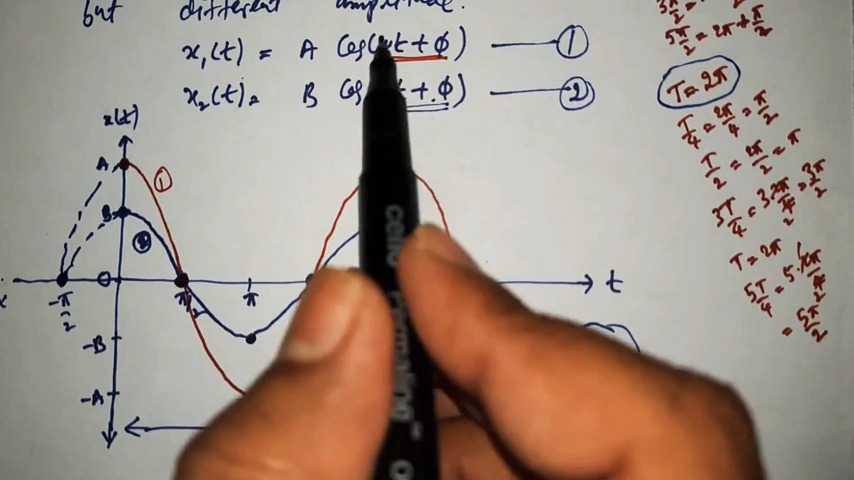 but different amplitude.
x₁(t) = A Cos(ωt + φ) ——— ①
x₂(t) = B Cos( t + φ) ——— ②
x(t)
A
①
B
②
0
-π/2
π/2
π
t
-B
-A
5π/2 = 2π + π/2
T = 2π
T/4 = 2π/4 = π/2
T/2 = 2π/2 = π
3T/4 = 3.2π/4 = 3π/2
T = 2π
5T/4 = 5.2π/4
= 5π/2
cello